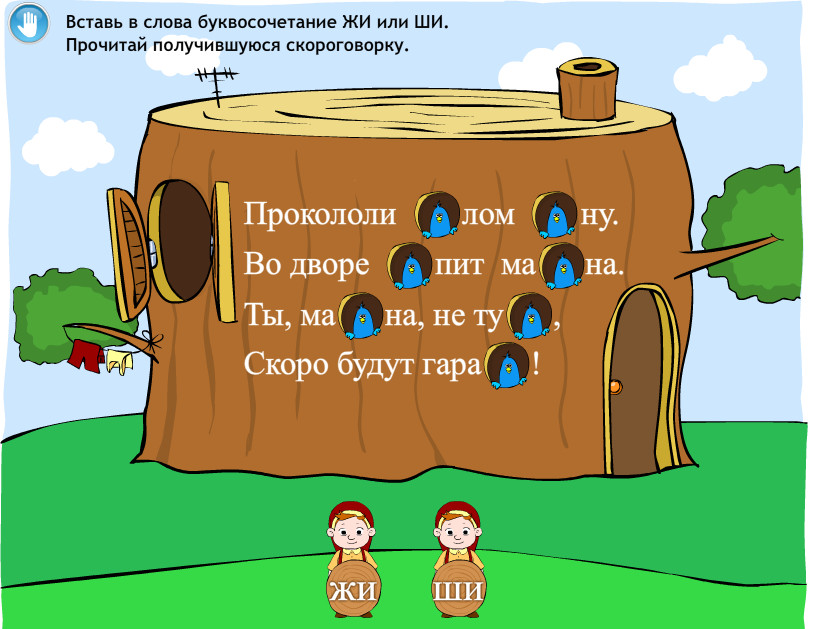 Вставь в слова буквосочетание ЖИ или ШИ.
Прочитай получившуюся скороговорку.
Прокололи лом ну.
Во дворе пит ма на.
Ты, ма на, не ту ,
Скоро будут гара !
жи ши